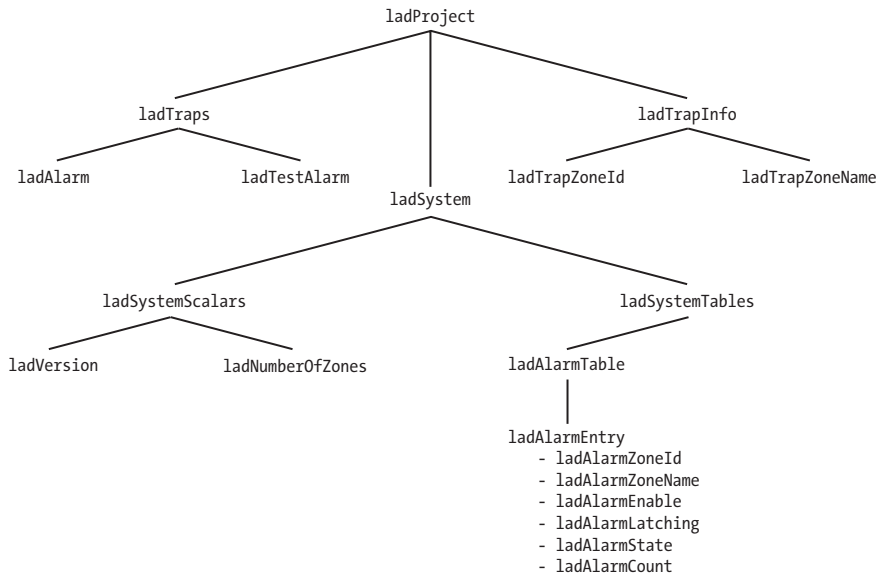 ladProject
ladTraps
ladTrapInfo
ladAlarm
ladTestAlarm
ladTrapZoneId
ladTrapZoneName
ladSystem
ladSystemScalars
ladSystemTables
ladVersion
ladNumberOfZones
ladAlarmTable
ladAlarmEntry
- ladAlarmZoneId
- ladAlarmZoneName
- ladAlarmEnable
- ladAlarmLatching
- ladAlarmState
- ladAlarmCount